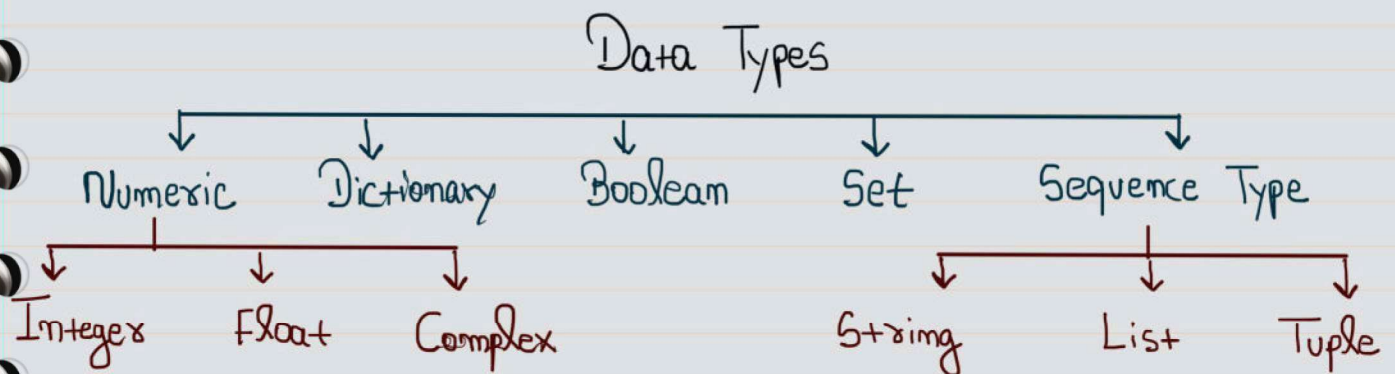 Data Types
Numeric Dictionary Boolean Set Sequence Type
Integer Float Complex String List Tuple